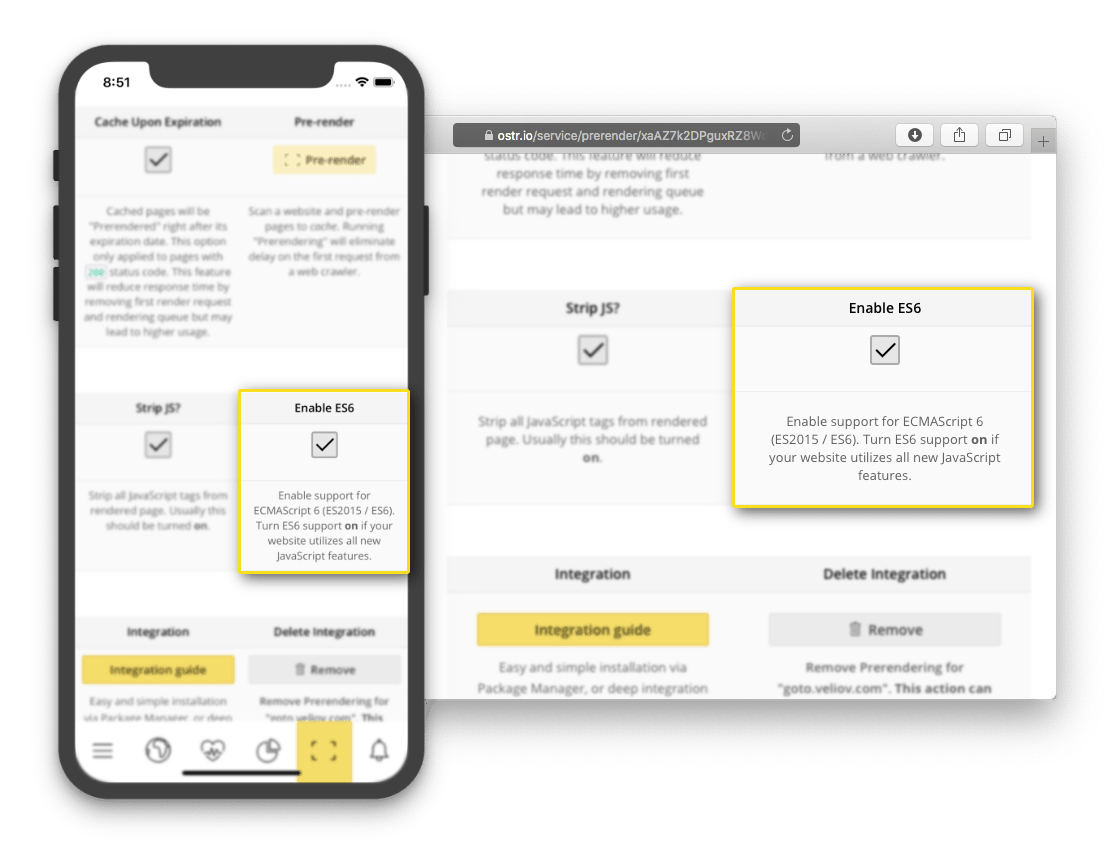 8:51
Cache Upon Expiration
Pre-render
Pre-render
Cached pages will be
"Prerendered" right after its
expiration date. This option
only applied to pages with
200 status code. This feature
will reduce response time by
removing first render request
and rendering queue but may
lead to higher usage.
Scan a website and pre-render
pages to cache. Running
"Prerendering" will eliminate
delay on the first request from
a web crawler.
Strip JS?
Enable ES6
Strip all JavaScript tags from
rendered page. Usually this
should be turned on.
Enable support for
ECMAScript 6 (ES2015 / ES6).
Turn ES6 support on if your
website utilizes all new
JavaScript features.
Integration
Delete Integration
Integration guide
Remove
Easy and simple installation
via Package Manager, or deep
Remove Prerendering for
"goto.veliov.com". This
ostr.io/service/prerender/xaAZ7k2DPguxRZ8W
status code. This feature will reduce
response time by removing first
render request and rendering queue
but may lead to higher usage.
from a web crawler.
Strip JS?
Enable ES6
Strip all JavaScript tags from rendered
page. Usually this should be turned
on.
Enable support for ECMAScript 6
(ES2015 / ES6). Turn ES6 support on if
your website utilizes all new JavaScript
features.
Integration
Delete Integration
Integration guide
Remove
Easy and simple installation via
Package Manager, or deep integration
Remove Prerendering for
"goto.veliov.com". This action can